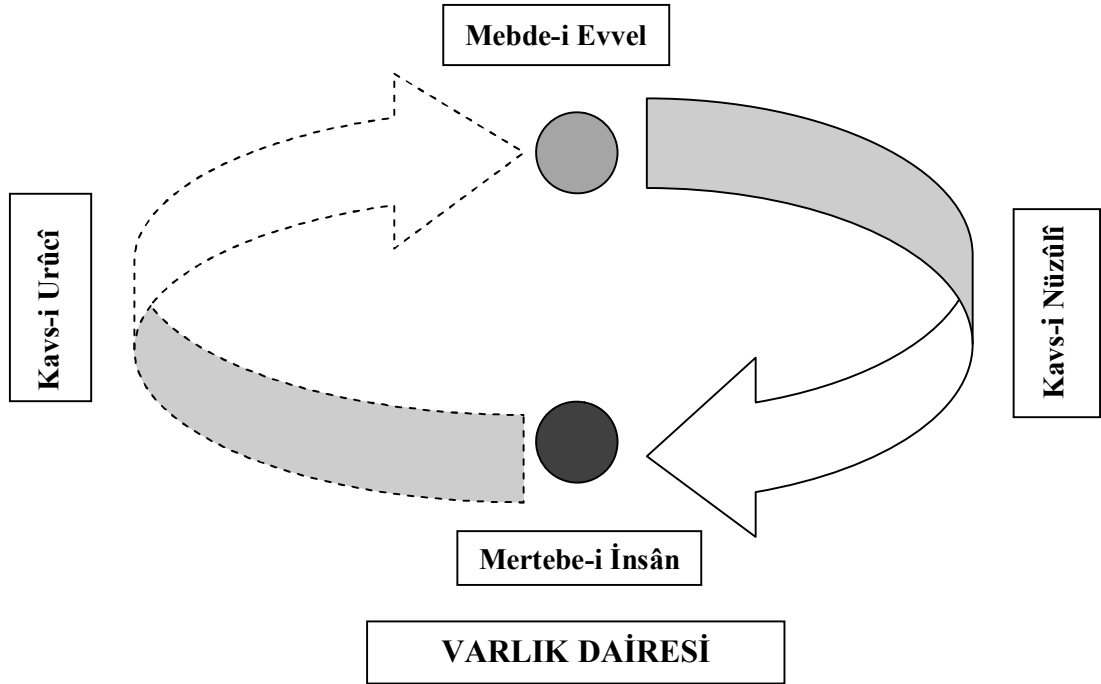 Mebde-i Evvel
Kavs-i Urûcî
Kavs-i Nüzûlî
Mertebe-i İnsân
VARLIK DAİRESİ